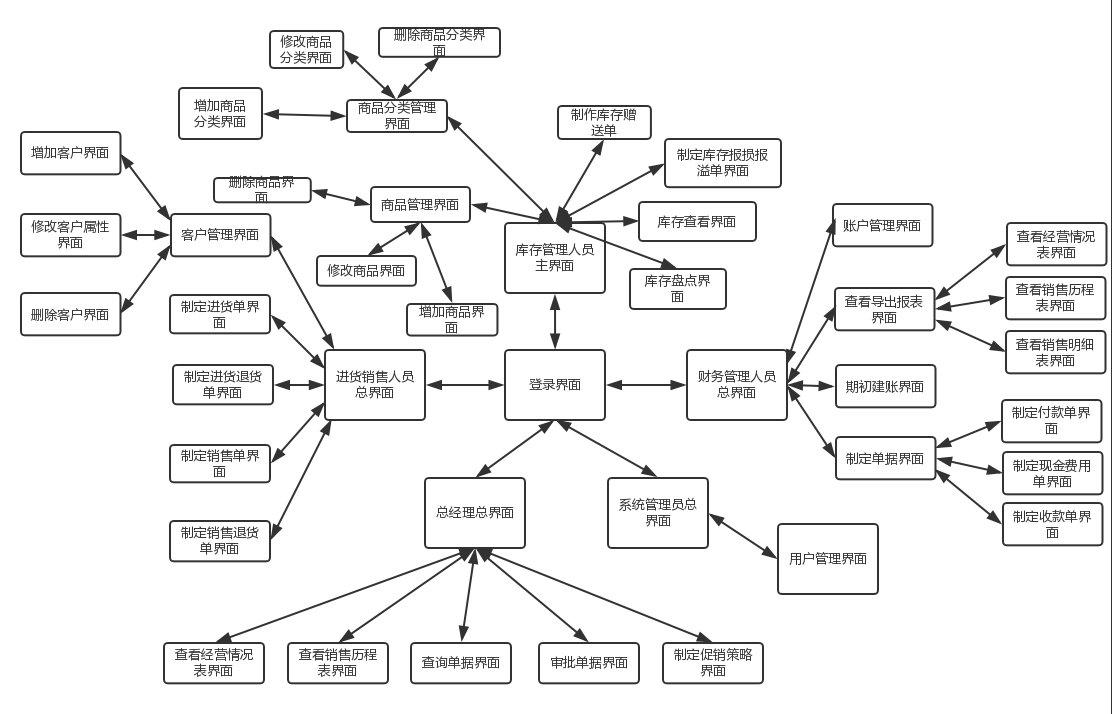 修改商品
分类界面
删除商品分类界
面
增加商品
分类界面
商品分类管理
界面
制作库存赠
送单
增加客户界面
制定库存报损报
溢单界面
删除商品界
面
商品管理界面
修改客户属性
界面
客户管理界面
库存管理人员
主界面
库存查看界面
账户管理界面
查看经营情况
表界面
修改商品界面
库存盘点界
面
查看导出报表
界面
查看销售历程
表界面
删除客户界面
制定进货单界
面
增加商品界
面
查看销售明细
表界面
制定进货退货
单界面
进货销售人员
总界面
登录界面
财务管理人员
总界面
期初建账界面
制定付款单界
面
制定销售单界
面
制定单据界面
制定现金费用
单界面
总经理总界面
系统管理员总
界面
制定收款单界
面
制定销售退货
单界面
用户管理界面
查看经营情况
表界面
查看销售历程
表界面
查询单据界面
审批单据界面
制定促销策略
界面